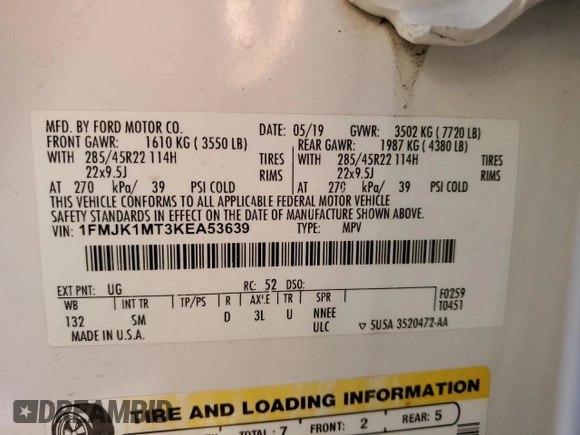 MFD. BY FORD MOTOR CO. DATE: 05/19 GVWR: 3502 KG ( 7720 LB)
FRONT GAWR: 1610 KG ( 3550 LB) REAR GAWR: 1987 KG ( 4380 LB)
WITH 285/45R22 114H TIRES WITH 285/45R22 114H TIRES
22x9.5J RIMS 22x9.5J RIMS
AT 270 kPa/ 39 PSI COLD AT 270 kPa/ 39 PSI COLD
THIS VEHICLE CONFORMS TO ALL APPLICABLE FEDERAL MOTOR VEHICLE
SAFETY STANDARDS IN EFFECT ON THE DATE OF MANUFACTURE SHOWN ABOVE.
VIN: 1FMJK1MT3KEA53639 TYPE: MPV
EXT PNT: UG RC: 52 DSO:
WB INT TR TP/PS R AXLE TR SPR F0259
132 SM D 3L U NNEE T0451
MADE IN U.S.A. ULC ▽ 5U5A 3520472-AA
TIRE AND LOADING INFORMATION
TOTAL: 7 FRONT: 2 REAR: 5
DREAMBID